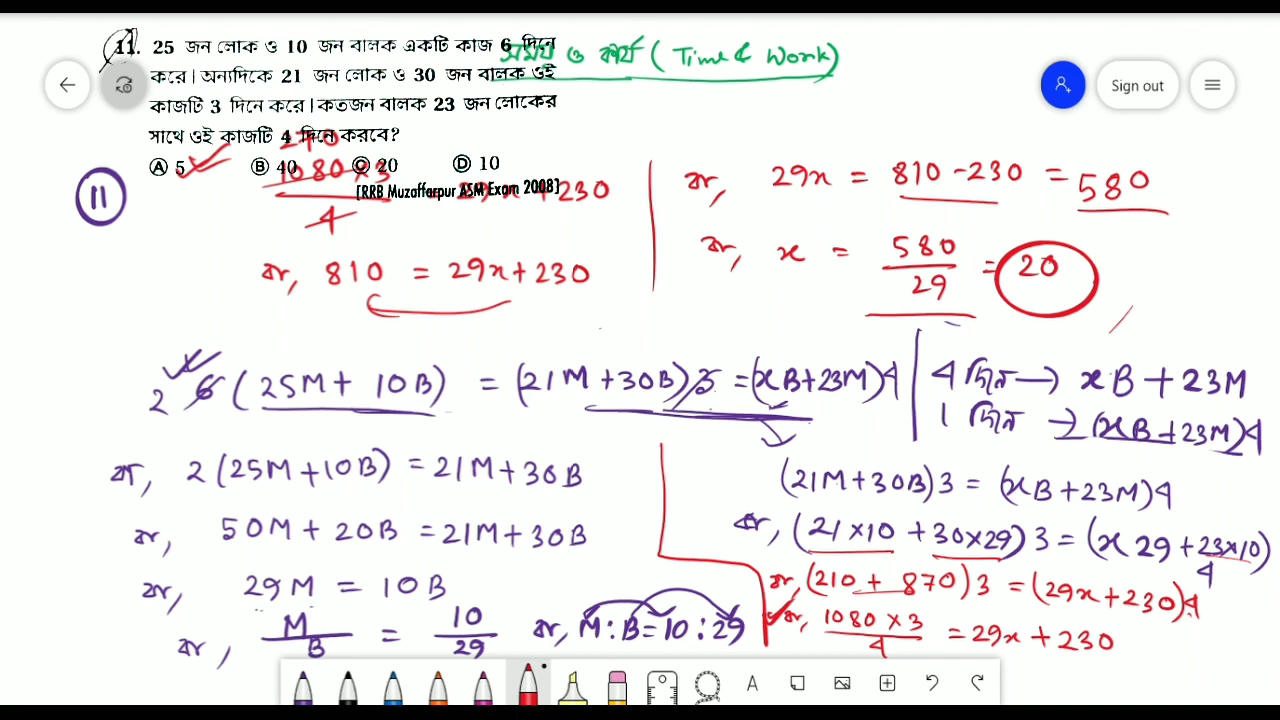 11. 25 জন লোক ও 10 জন বালক একটি কাজ 6 দিনে
করে। অন্যদিকে 21 জন লোক ও 30 জন বালক ওই
কাজটি 3 দিনে করে। কতজন বালক 23 জন লোকের
সাথে ওই কাজটি 4 দিনে করবে?
Ⓐ 5 Ⓑ 40 Ⓒ 20 Ⓓ 10
[RRB Muzaffarpur ASM Exam 2008]
সময় ও কার্য (Time & Work)
Sign out
11
270
1080 × 3 / 4 = 29x + 230
বা, 810 = 29x + 230
বা, 29x = 810 - 230 = 580
বা, x = 580 / 29 = 20
2 6 (25M + 10B) = (21M + 30B) 3 = (xB + 23M) 4
4 দিন → xB + 23M
1 দিন → (xB + 23M) 4
বা, 2 (25M + 10B) = 21M + 30B
বা, 50M + 20B = 21M + 30B
বা, 29M = 10B
বা, M / B = 10 / 29 বা, M : B = 10 : 29
(21M + 30B) 3 = (xB + 23M) 4
বা, (21×10 + 30×29) 3 = (x 29 + 23×10) 4
বা, (210 + 870) 3 = (29x + 230) 4
বা, 1080 × 3 / 4 = 29x + 230
A